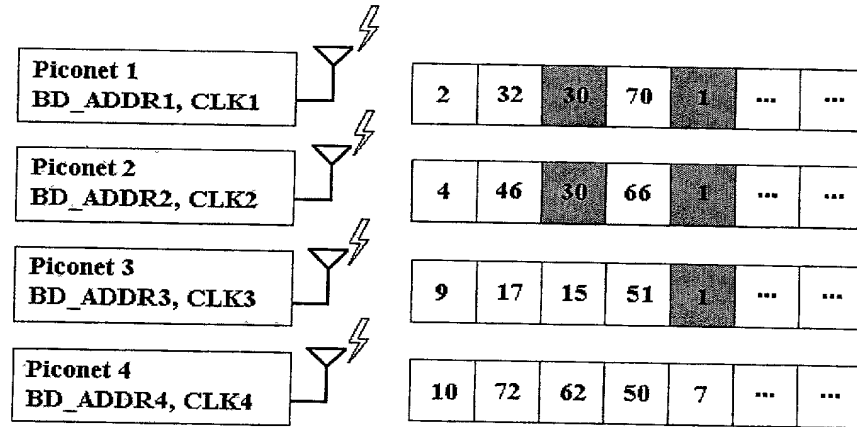 Piconet 1
BD_ADDR1, CLK1
2 32 30 70 1 ... ...
Piconet 2
BD_ADDR2, CLK2
4 46 30 66 1 ... ...
Piconet 3
BD_ADDR3, CLK3
9 17 15 51 1 ... ...
Piconet 4
BD_ADDR4, CLK4
10 72 62 50 7 ... ...